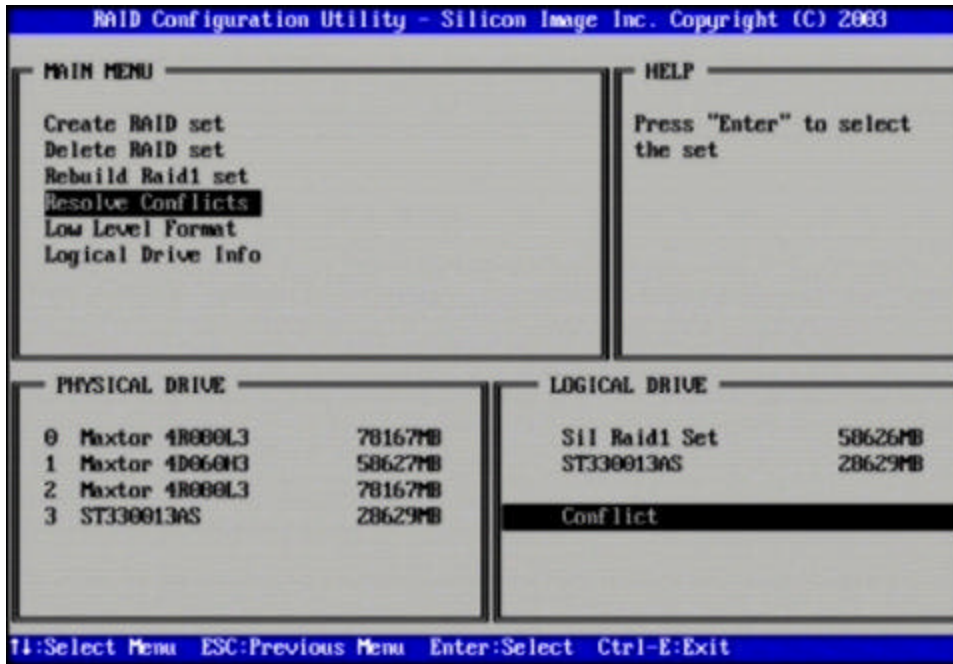 RAID Configuration Utility - Silicon Image Inc. Copyright (C) 2003
MAIN MENU
Create RAID set
Delete RAID set
Rebuild Raid1 set
Resolve Conflicts
Low Level Format
Logical Drive Info
HELP
Press "Enter" to select
the set
PHYSICAL DRIVE
0 Maxtor 4R080L3 78167MB
1 Maxtor 4D060H3 58627MB
2 Maxtor 4R080L3 78167MB
3 ST330013AS 28629MB
LOGICAL DRIVE
SiI Raid1 Set 58626MB
ST330013AS 28629MB
Conflict
↑↓:Select Menu ESC:Previous Menu Enter:Select Ctrl-E:Exit